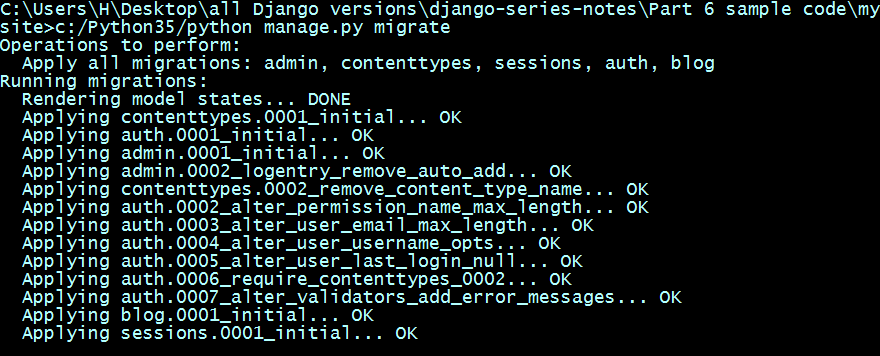 C:\Users\H\Desktop\all Django versions\django-series-notes\Part 6 sample code\my
site>c:/Python35/python manage.py migrate
Operations to perform:
  Apply all migrations: admin, contenttypes, sessions, auth, blog
Running migrations:
  Rendering model states... DONE
  Applying contenttypes.0001_initial... OK
  Applying auth.0001_initial... OK
  Applying admin.0001_initial... OK
  Applying admin.0002_logentry_remove_auto_add... OK
  Applying contenttypes.0002_remove_content_type_name... OK
  Applying auth.0002_alter_permission_name_max_length... OK
  Applying auth.0003_alter_user_email_max_length... OK
  Applying auth.0004_alter_user_username_opts... OK
  Applying auth.0005_alter_user_last_login_null... OK
  Applying auth.0006_require_contenttypes_0002... OK
  Applying auth.0007_alter_validators_add_error_messages... OK
  Applying blog.0001_initial... OK
  Applying sessions.0001_initial... OK